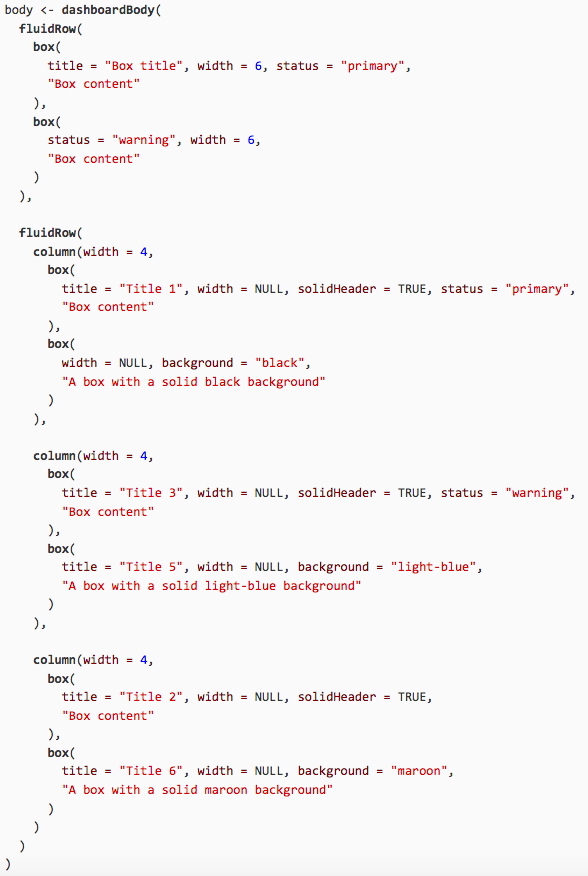 body <- dashboardBody(
  fluidRow(
    box(
      title = "Box title", width = 6, status = "primary",
      "Box content"
    ),
    box(
      status = "warning", width = 6,
      "Box content"
    )
  ),

  fluidRow(
    column(width = 4,
      box(
        title = "Title 1", width = NULL, solidHeader = TRUE, status = "primary",
        "Box content"
      ),
      box(
        width = NULL, background = "black",
        "A box with a solid black background"
      )
    ),

    column(width = 4,
      box(
        title = "Title 3", width = NULL, solidHeader = TRUE, status = "warning",
        "Box content"
      ),
      box(
        title = "Title 5", width = NULL, background = "light-blue",
        "A box with a solid light-blue background"
      )
    ),

    column(width = 4,
      box(
        title = "Title 2", width = NULL, solidHeader = TRUE,
        "Box content"
      ),
      box(
        title = "Title 6", width = NULL, background = "maroon",
        "A box with a solid maroon background"
      )
    )
  )
)